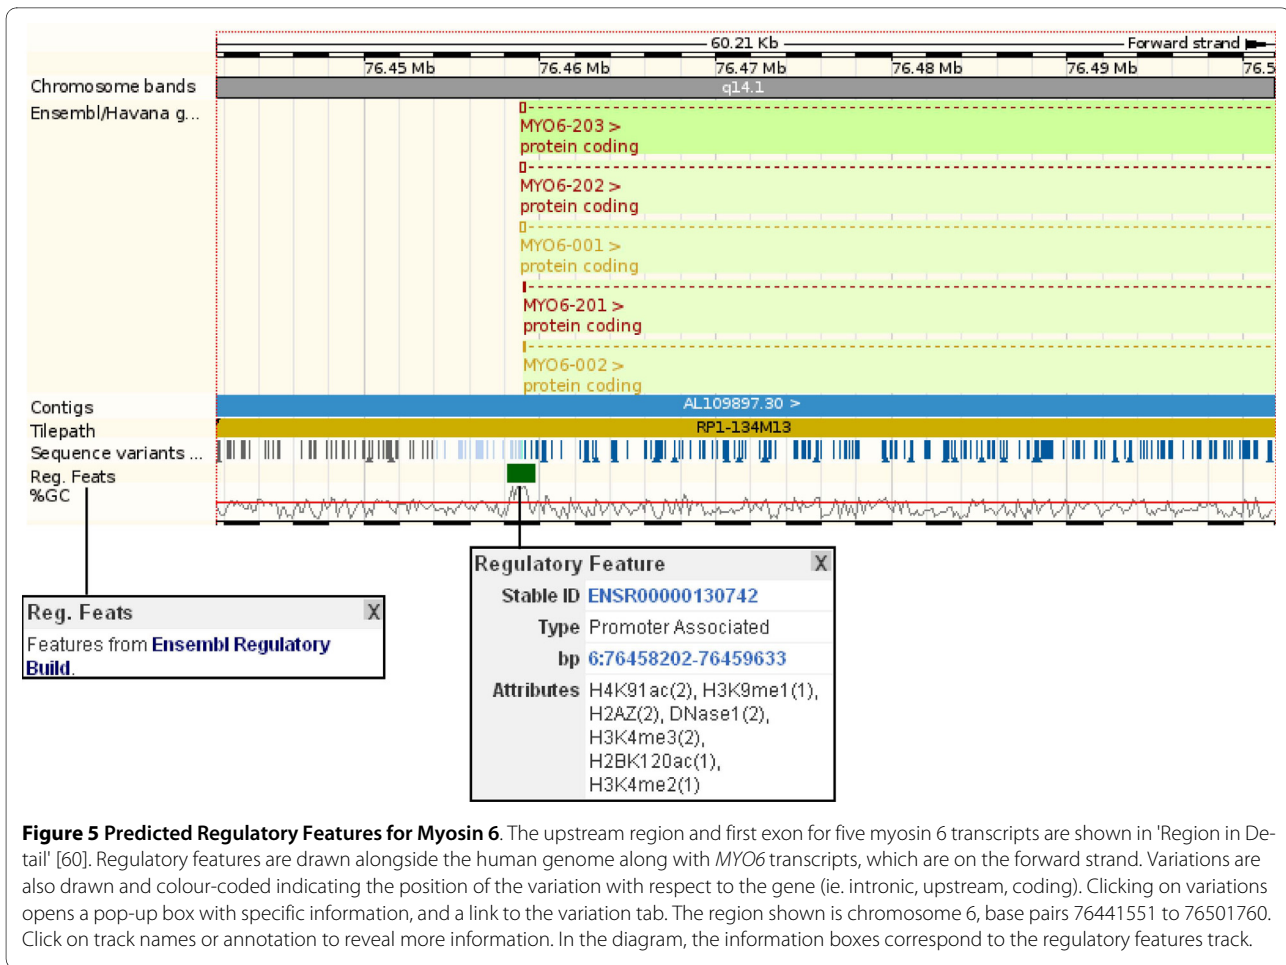 60.21 Kb
Forward strand
76.45 Mb 76.46 Mb 76.47 Mb 76.48 Mb 76.49 Mb 76.5
Chromosome bands q14.1
Ensembl/Havana g...
MYO6-203 >
protein coding
MYO6-202 >
protein coding
MYO6-001 >
protein coding
MYO6-201 >
protein coding
MYO6-002 >
protein coding
Contigs AL109897.30 >
Tilepath RP1-134M13
Sequence variants ...
Reg. Feats
%GC
Reg. Feats X
Features from Ensembl Regulatory
Build.
Regulatory Feature X
Stable ID ENSR00000130742
Type Promoter Associated
bp 6:76458202-76459633
Attributes H4K91ac(2), H3K9me1(1),
H2AZ(2), DNase1(2),
H3K4me3(2),
H2BK120ac(1),
H3K4me2(1)
Figure 5 Predicted Regulatory Features for Myosin 6. The upstream region and first exon for five myosin 6 transcripts are shown in 'Region in De-
tail' [60]. Regulatory features are drawn alongside the human genome along with MYO6 transcripts, which are on the forward strand. Variations are
also drawn and colour-coded indicating the position of the variation with respect to the gene (ie. intronic, upstream, coding). Clicking on variations
opens a pop-up box with specific information, and a link to the variation tab. The region shown is chromosome 6, base pairs 76441551 to 76501760.
Click on track names or annotation to reveal more information. In the diagram, the information boxes correspond to the regulatory features track.